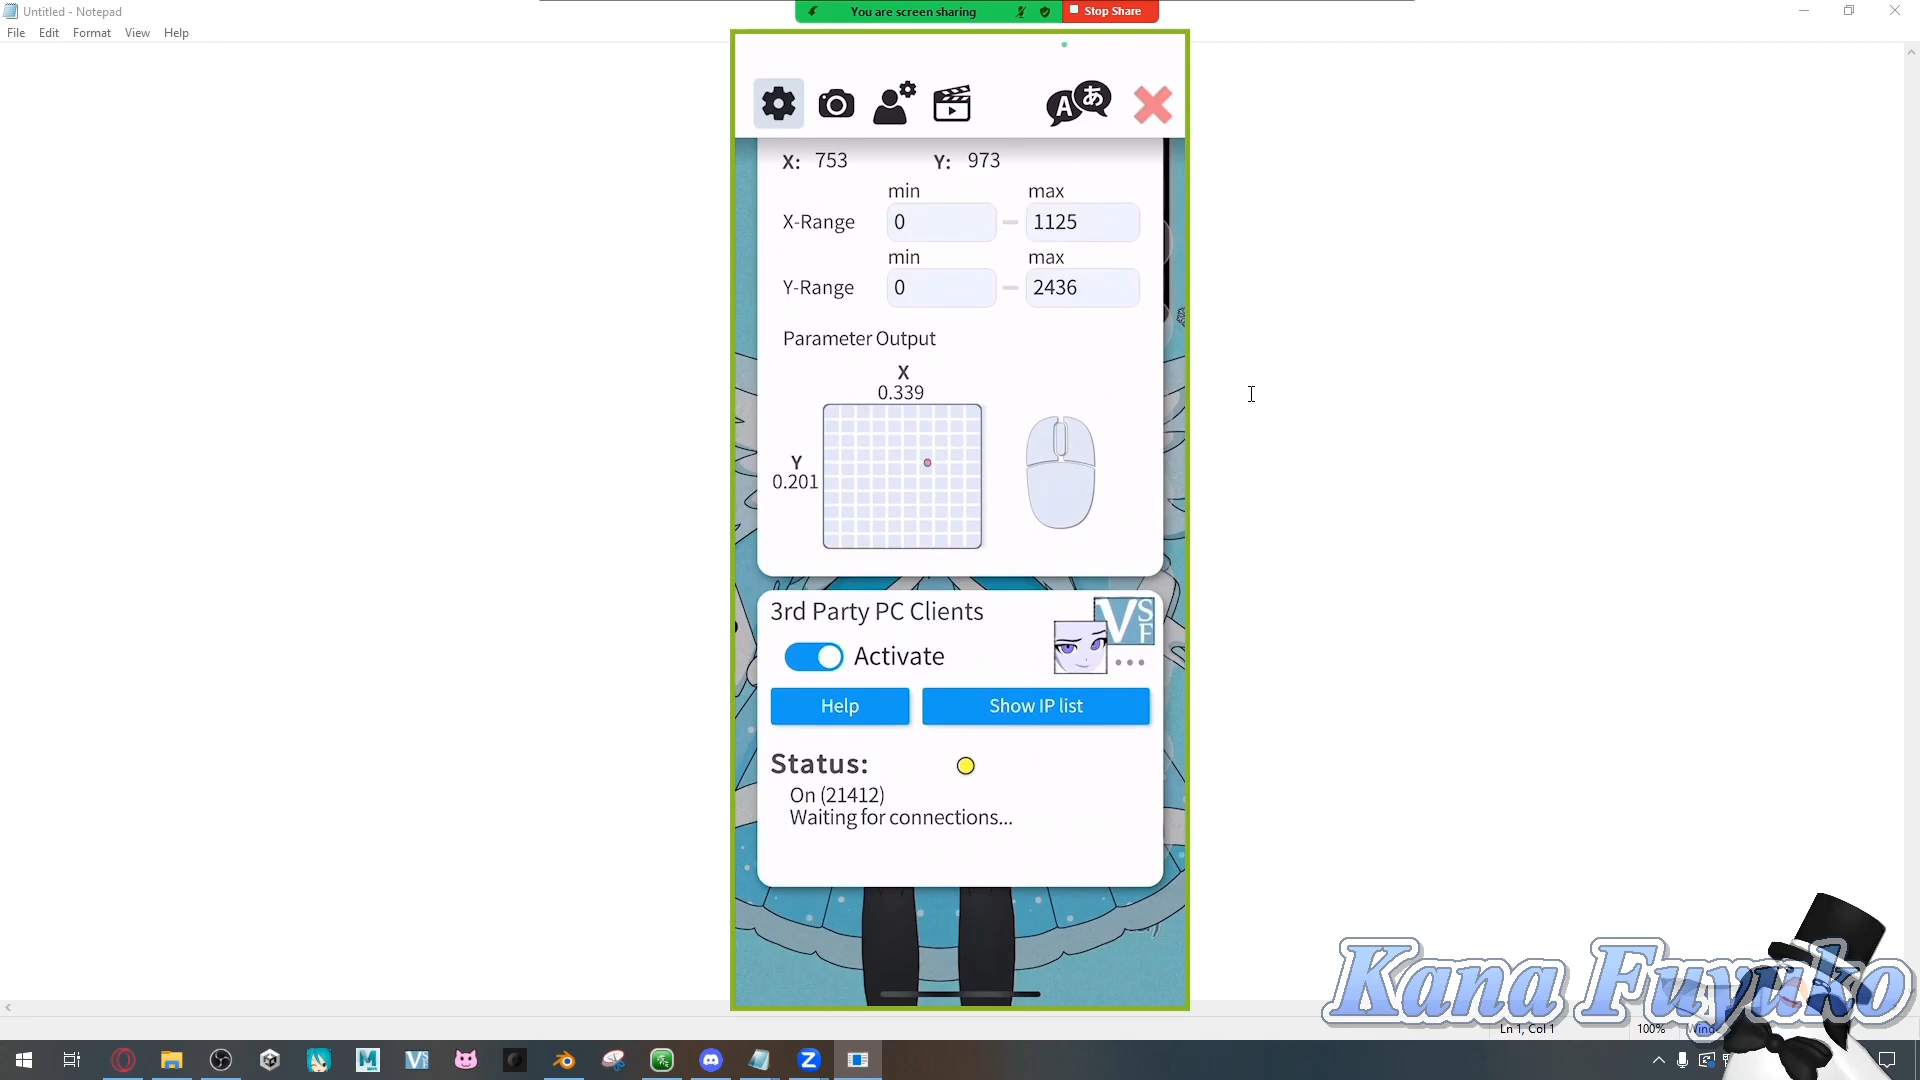 Untitled - Notepad
You are screen sharing
Stop Share
File Edit Format View Help
A あ
X: 753 Y: 973
min max
X-Range 0 1125
min max
Y-Range 0 2436
Parameter Output
X
0.339
Y
0.201
3rd Party PC Clients
VSF
Activate
Help Show IP list
Status:
On (21412)
Waiting for connections...
Kana Fuyuko
Ln 1, Col 1 100%